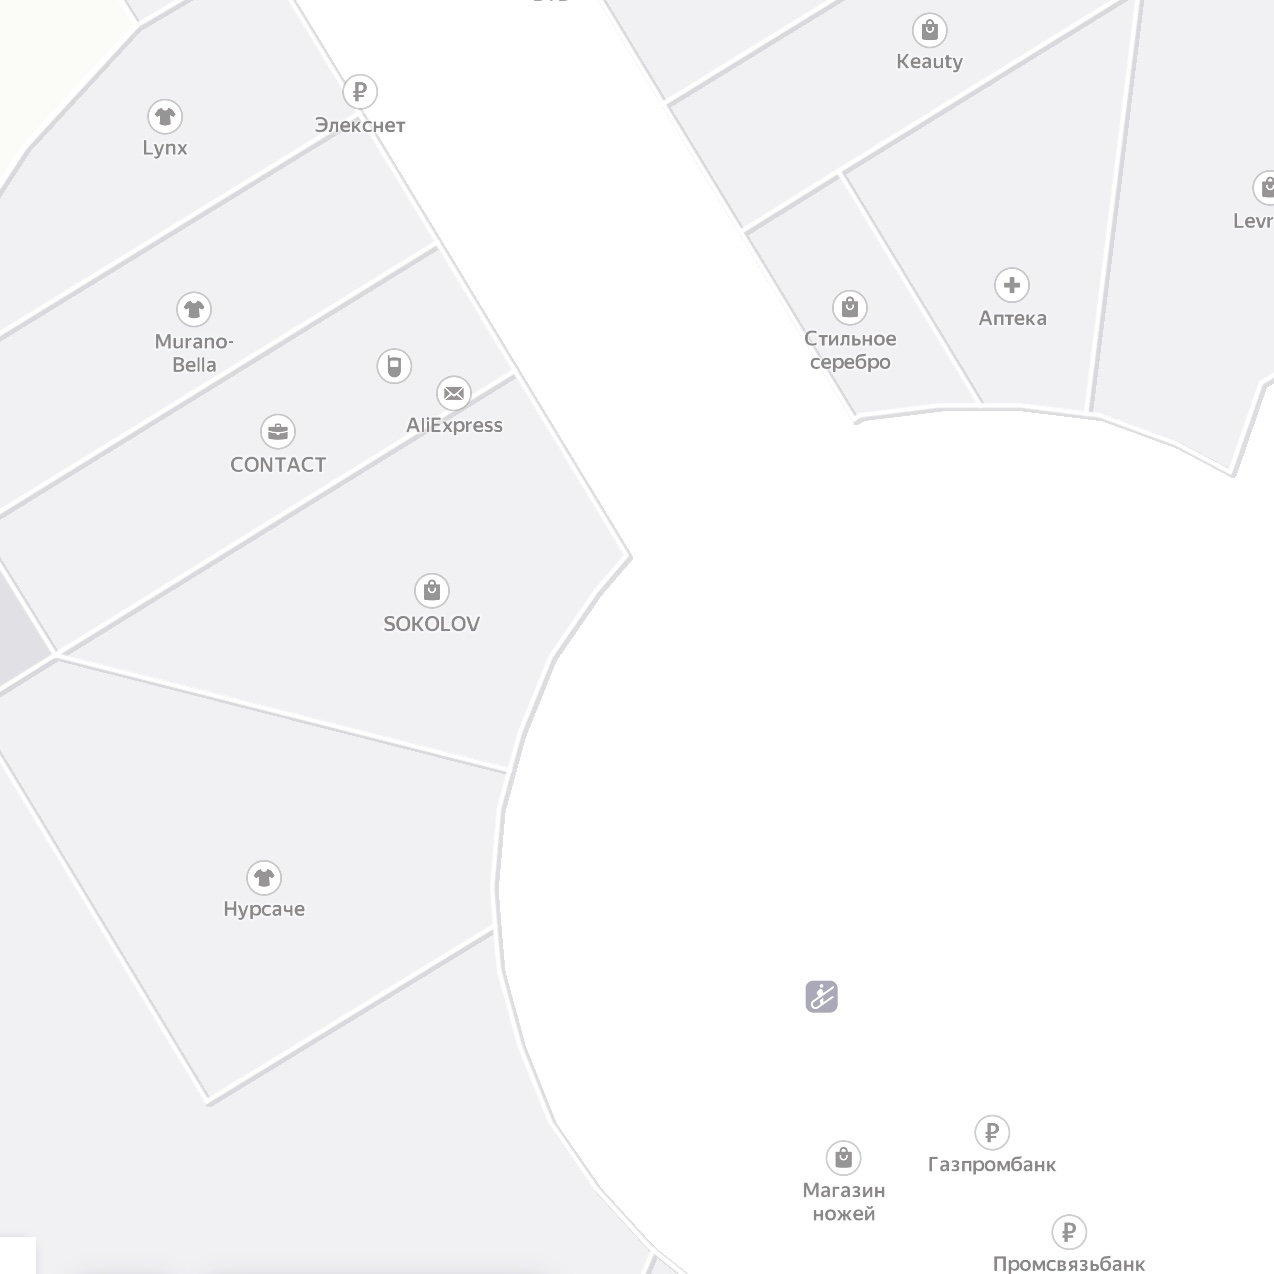 Keauty
Элекснет
Lynx
Levr
Аптека
Стильное
серебро
Murano-
Bella
AliExpress
CONTACT
SOKOLOV
Нурсаче
Газпромбанк
Магазин
ножей
Промсвязьбанк